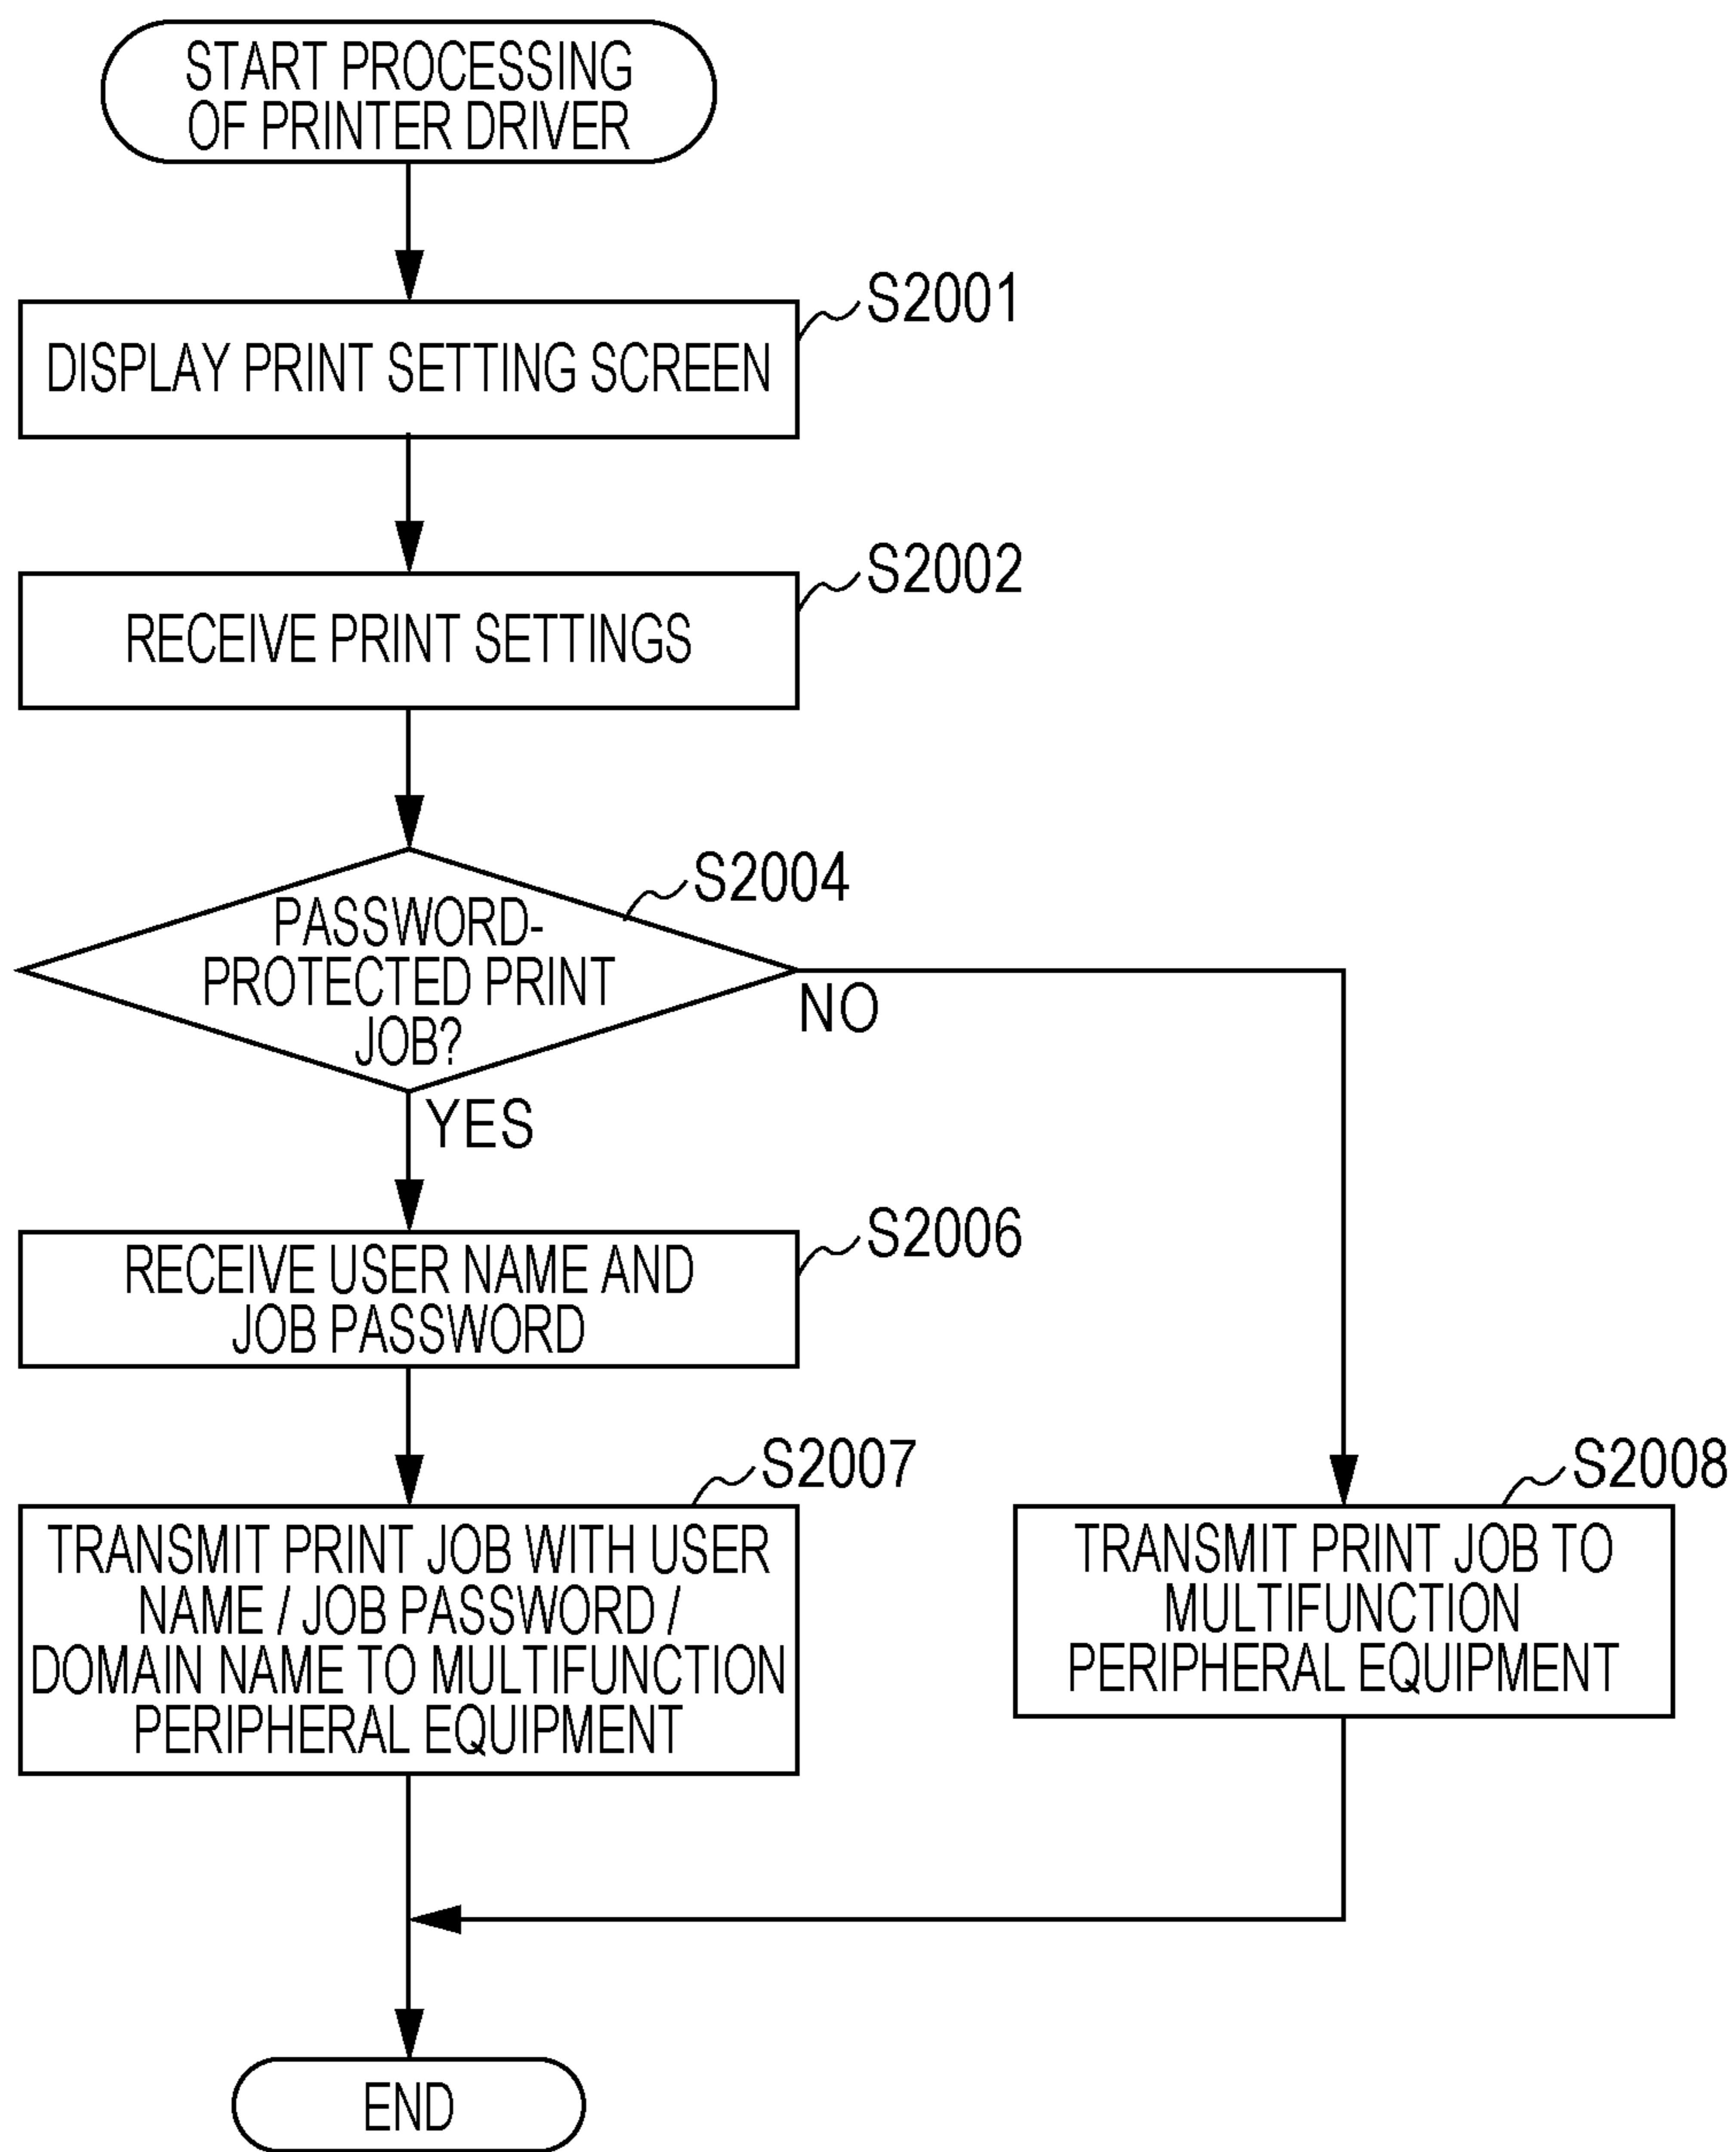 START PROCESSING
OF PRINTER DRIVER
S2001
DISPLAY PRINT SETTING SCREEN
S2002
RECEIVE PRINT SETTINGS
S2004
PASSWORD-
PROTECTED PRINT
JOB?
NO
YES
S2006
RECEIVE USER NAME AND
JOB PASSWORD
S2007
TRANSMIT PRINT JOB WITH USER
NAME / JOB PASSWORD /
DOMAIN NAME TO MULTIFUNCTION
PERIPHERAL EQUIPMENT
S2008
TRANSMIT PRINT JOB TO
MULTIFUNCTION
PERIPHERAL EQUIPMENT
END